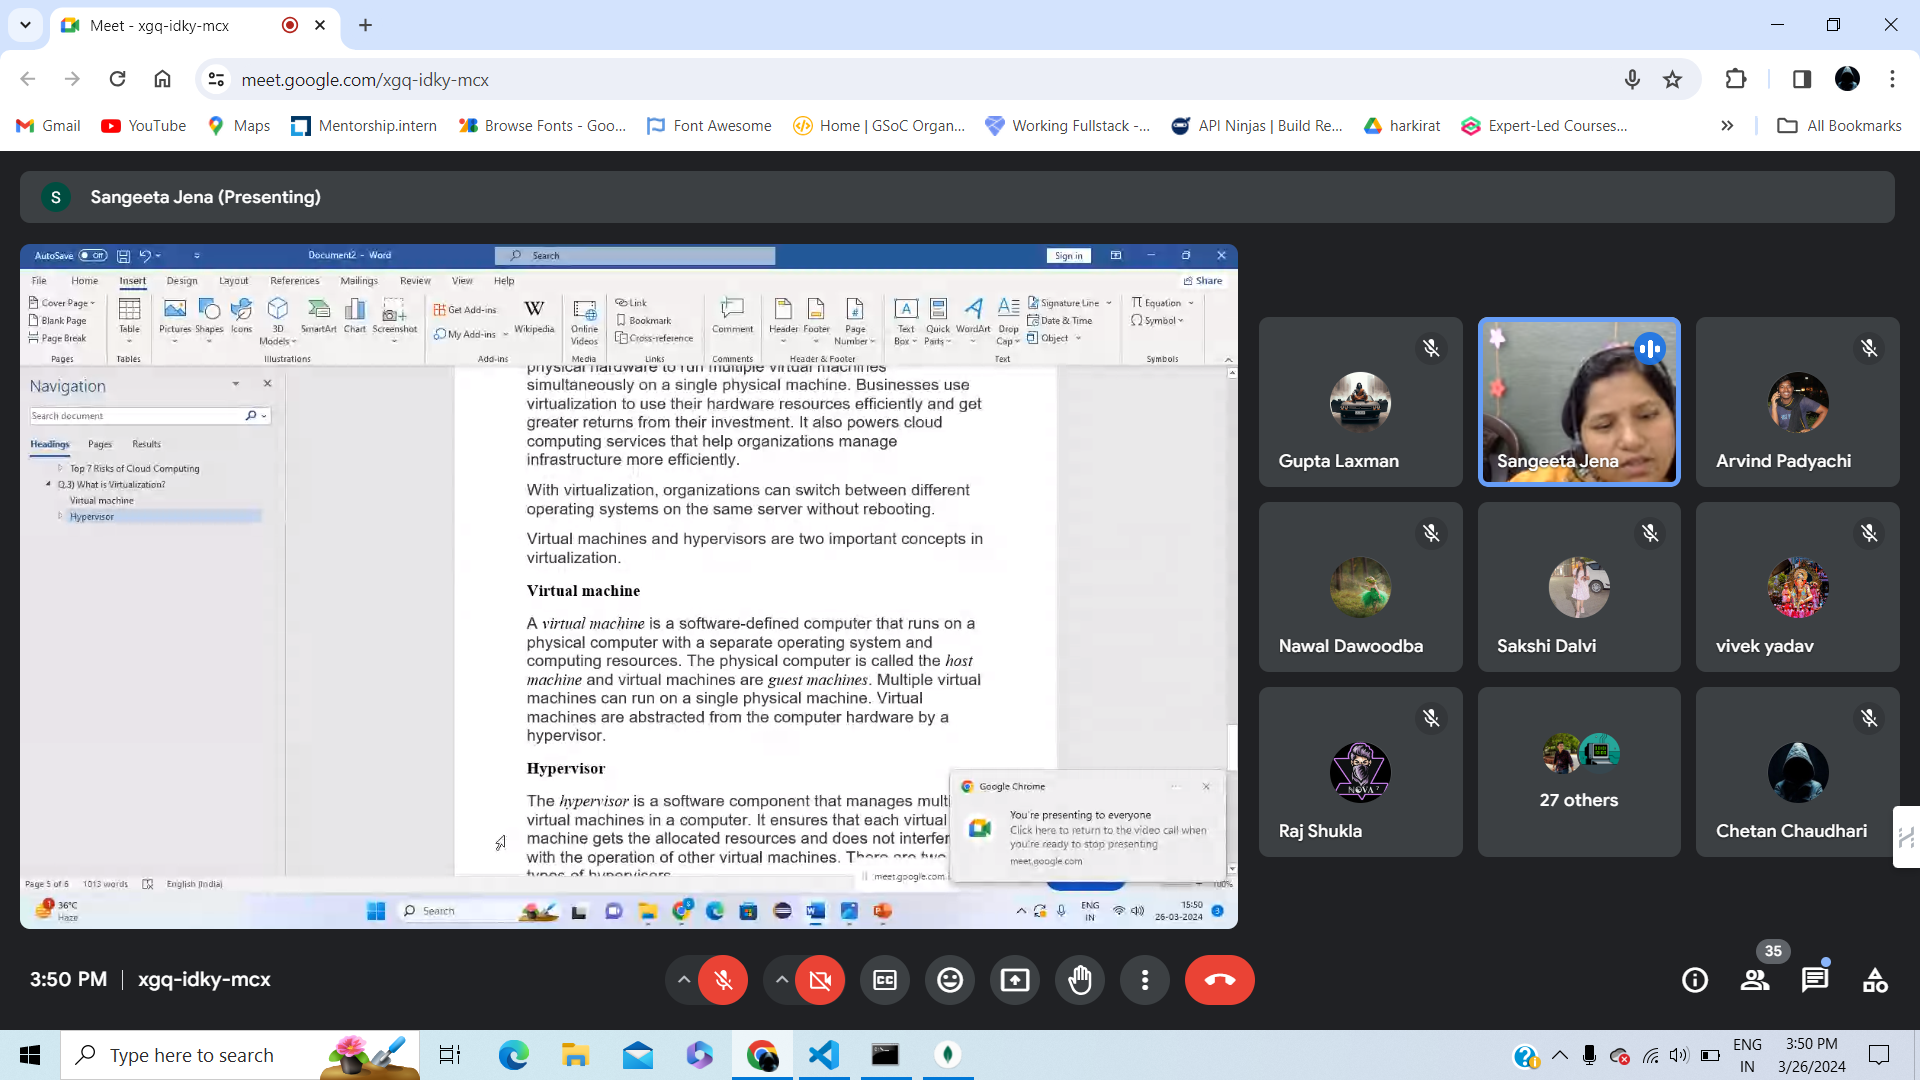 Meet - xgq-idky-mcx
meet.google.com/xgq-idky-mcx
Gmail YouTube Maps Mentorship.intern Browse Fonts - Goo... Font Awesome Home | GSoC Organ... Working Fullstack -... API Ninjas | Build Re... harkirat Expert-Led Courses... All Bookmarks
S Sangeeta Jena (Presenting)
AutoSave Off Document2 - Word Search Sign in
File Home Insert Design Layout References Mailings Review View Help Share
Cover Page
Blank Page
Page Break
Pages
Table
Tables
Pictures Shapes Icons 3D Models SmartArt Chart Screenshot
Illustrations
Get Add-ins
My Add-ins
Wikipedia
Add-ins
Online Videos
Media
Link
Bookmark
Cross-reference
Links
Comment
Comments
Header Footer Page Number
Header & Footer
Text Box Quick Parts WordArt Drop Cap
Signature Line
Date & Time
Object
Text
Equation
Symbol
Symbols
Navigation
Search document
Headings Pages Results
Top 7 Risks of Cloud Computing
Q.3) What is Virtualization?
Virtual machine
Hypervisor
physical hardware to run multiple virtual machines
simultaneously on a single physical machine. Businesses use
virtualization to use their hardware resources efficiently and get
greater returns from their investment. It also powers cloud
computing services that help organizations manage
infrastructure more efficiently.
With virtualization, organizations can switch between different
operating systems on the same server without rebooting.
Virtual machines and hypervisors are two important concepts in
virtualization.
Virtual machine
A virtual machine is a software-defined computer that runs on a
physical computer with a separate operating system and
computing resources. The physical computer is called the host
machine and virtual machines are guest machines. Multiple virtual
machines can run on a single physical machine. Virtual
machines are abstracted from the computer hardware by a
hypervisor.
Hypervisor
The hypervisor is a software component that manages multi
virtual machines in a computer. It ensures that each virtual
machine gets the allocated resources and does not interfer
with the operation of other virtual machines. There are two
types of hypervisors
Google Chrome
You're presenting to everyone
Click here to return to the video call when
you're ready to stop presenting
meet.google.com
meet.google.com
Page 5 of 6 1013 words English (India) 100%
1
36°C
Haze
Search
ENG
IN
15:50
26-03-2024
3
Gupta Laxman
Sangeeta Jena
Arvind Padyachi
Nawal Dawoodba
Sakshi Dalvi
vivek yadav
NOVA 7
Raj Shukla
27 others
Chetan Chaudhari
3:50 PM xgq-idky-mcx
35
Type here to search
ENG
IN
3:50 PM
3/26/2024